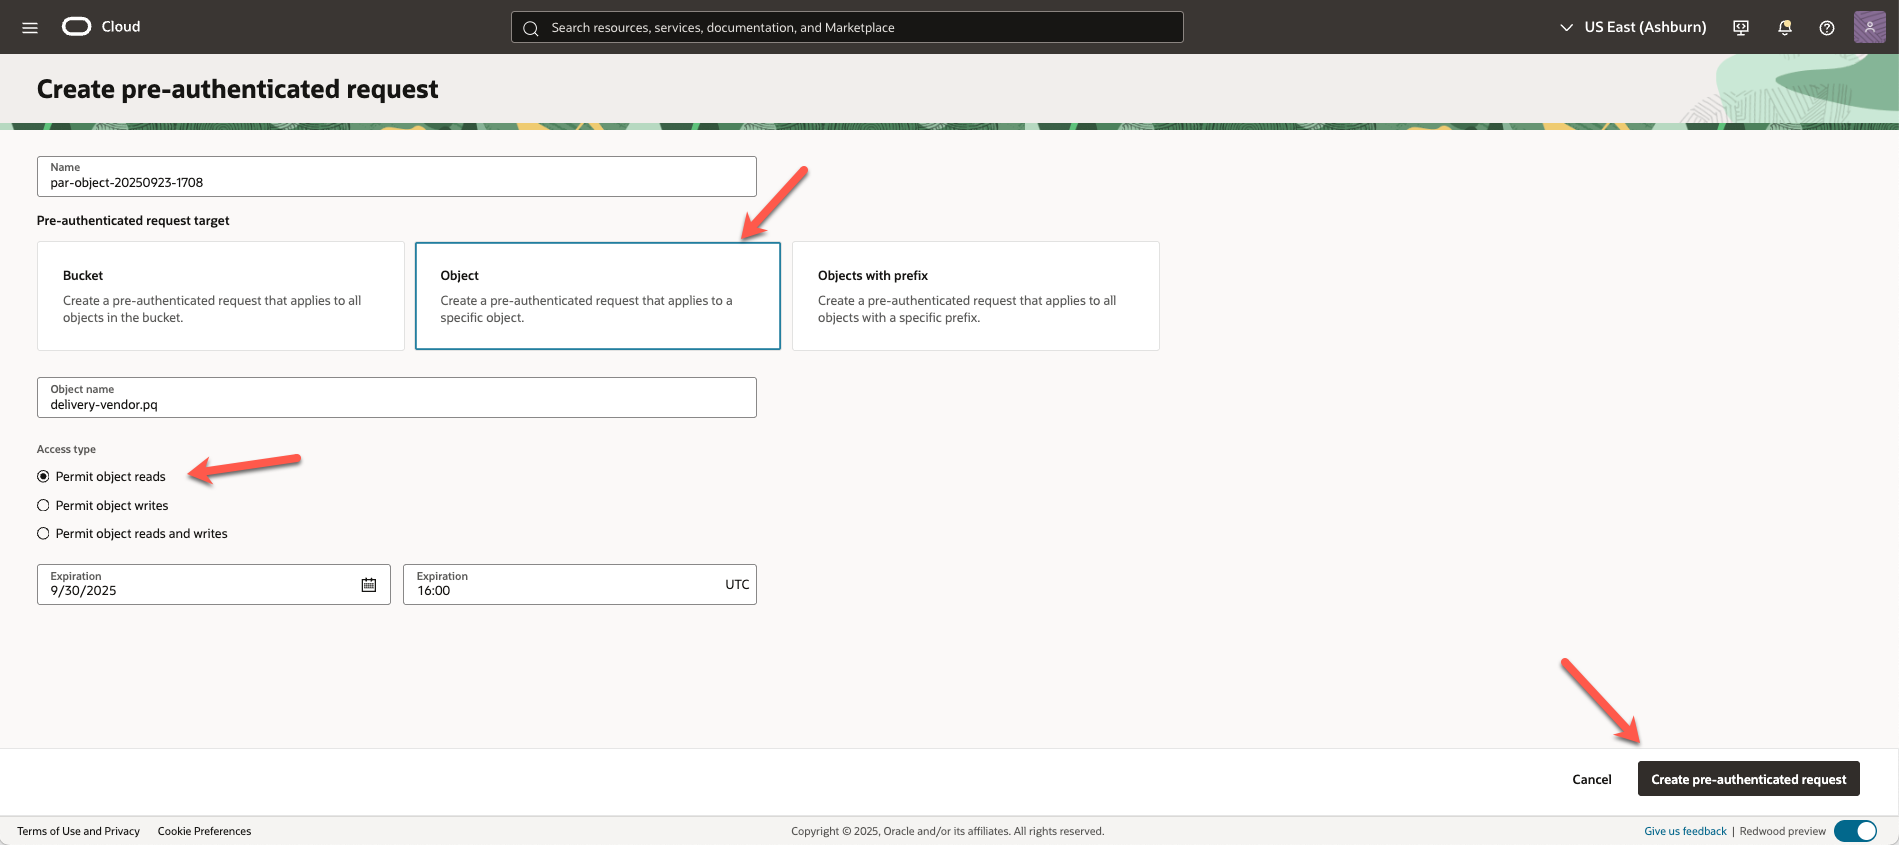 Cloud
Search resources, services, documentation, and Marketplace
US East (Ashburn)
Create pre-authenticated request
Name
par-object-20250923-1708
Pre-authenticated request target
Bucket
Create a pre-authenticated request that applies to all
objects in the bucket.
Object
Create a pre-authenticated request that applies to a
specific object.
Objects with prefix
Create a pre-authenticated request that applies to all
objects with a specific prefix.
Object name
delivery-vendor.pq
Access type
Permit object reads
Permit object writes
Permit object reads and writes
Expiration
9/30/2025
Expiration
16:00
UTC
Cancel
Create pre-authenticated request
Terms of Use and Privacy
Cookie Preferences
Copyright © 2025, Oracle and/or its affiliates. All rights reserved.
Give us feedback | Redwood preview